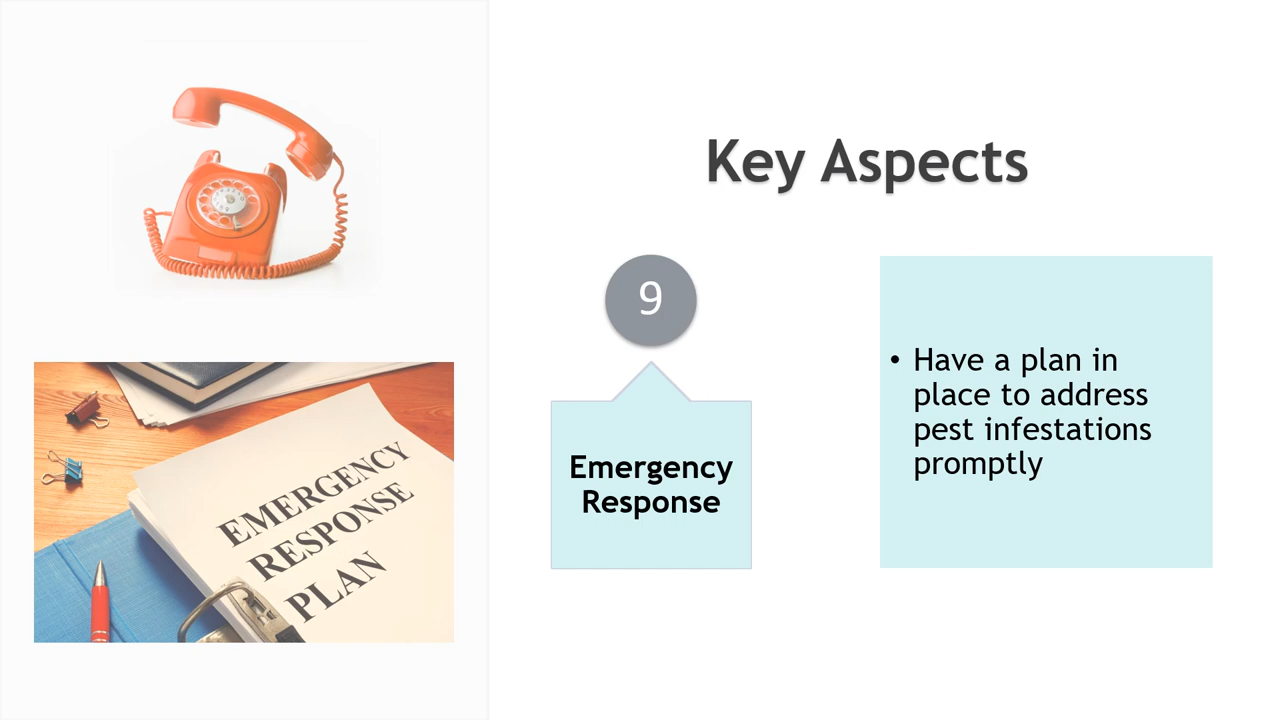 Key Aspects
9
Emergency
Response
• Have a plan in
place to address
pest infestations
promptly
EMERGENCY
RESPONSE
PLAN